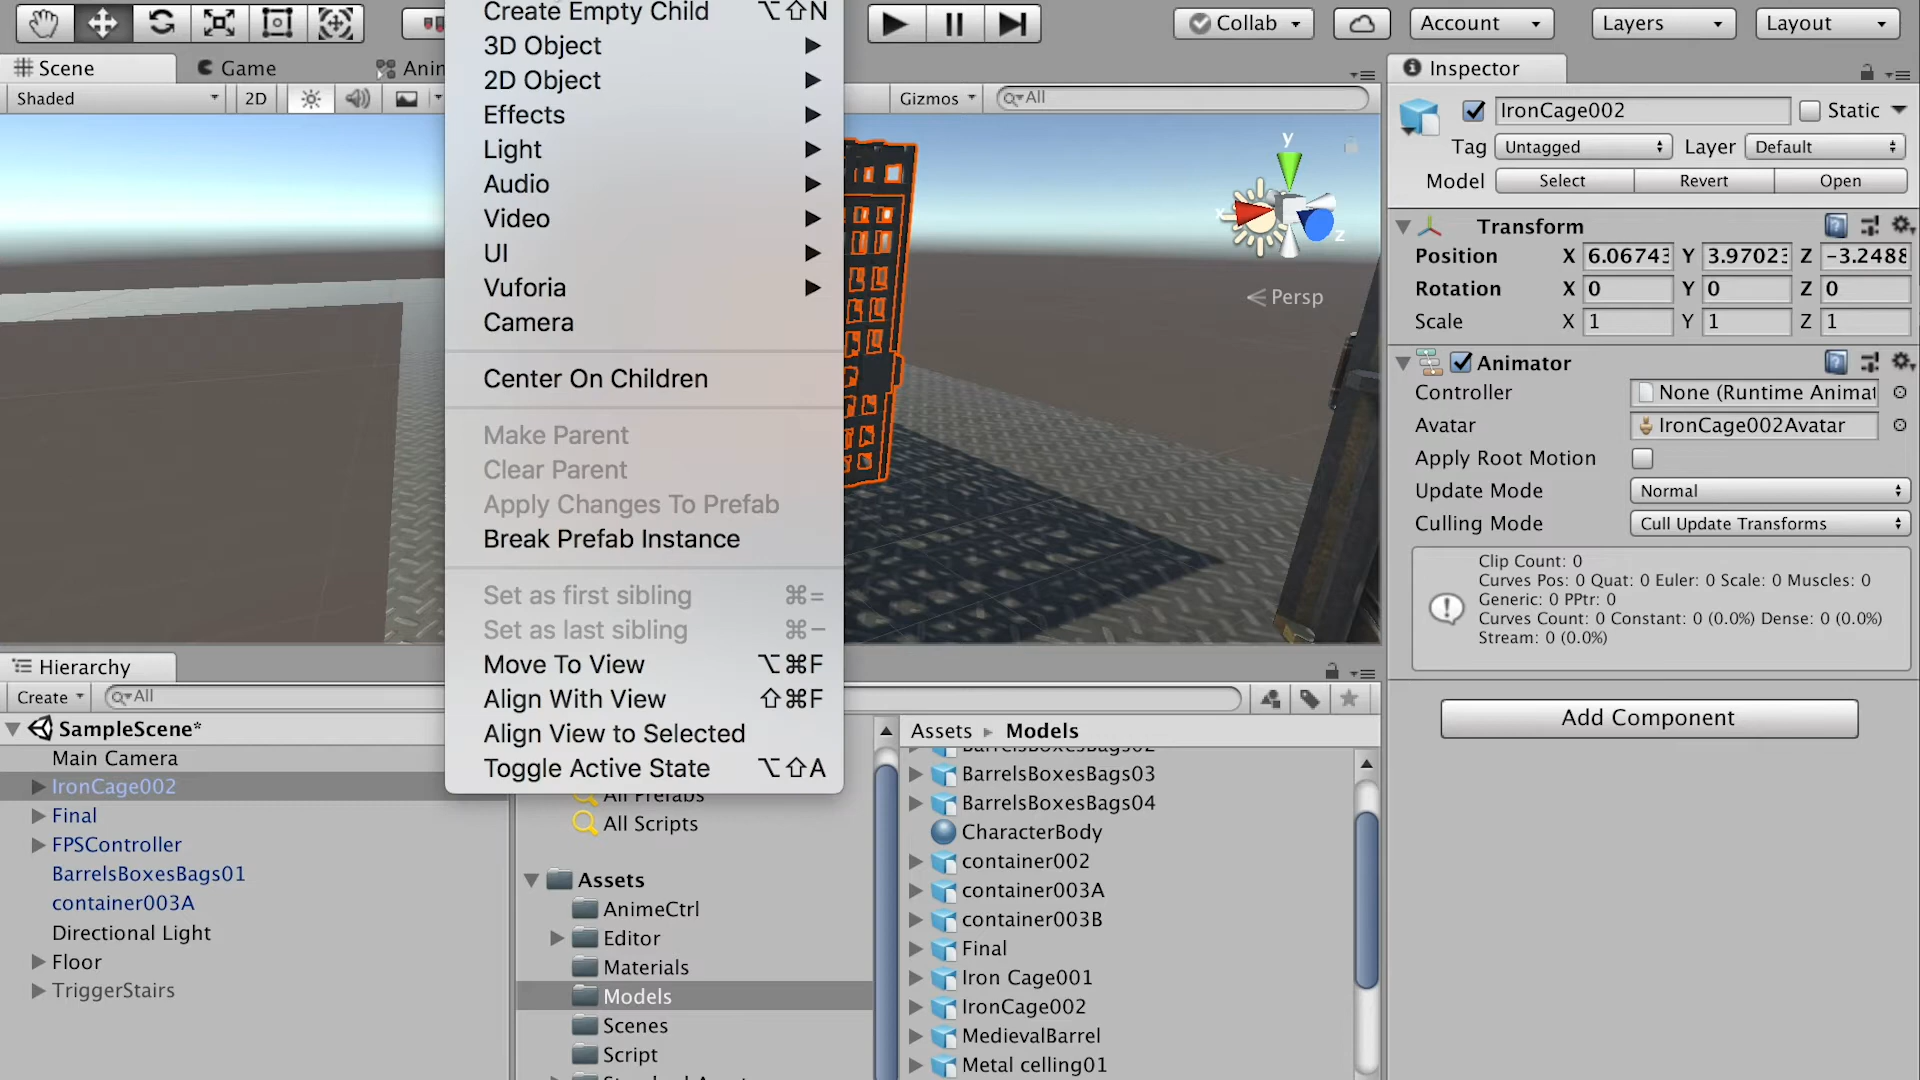 Create Empty Child ⌥⇧N
3D Object
2D Object
Effects
Light
Audio
Video
UI
Vuforia
Camera
Center On Children
Make Parent
Clear Parent
Apply Changes To Prefab
Break Prefab Instance
Set as first sibling ⌘=
Set as last sibling ⌘−
Move To View ⌥⌘F
Align With View ⇧⌘F
Align View to Selected
Toggle Active State ⌥⇧A
Collab
Account
Layers
Layout
Scene
Game
Shaded
2D
Gizmos
All
y
x
z
Persp
Inspector
IronCage002
Static
Tag Untagged Layer Default
Model Select Revert Open
Transform
Position X 6.06743 Y 3.97023 Z -3.2488
Rotation X 0 Y 0 Z 0
Scale X 1 Y 1 Z 1
Animator
Controller None (Runtime Animat
Avatar IronCage002Avatar
Apply Root Motion
Update Mode Normal
Culling Mode Cull Update Transforms
Clip Count: 0
Curves Pos: 0 Quat: 0 Euler: 0 Scale: 0 Muscles: 0
Generic: 0 PPtr: 0
Curves Count: 0 Constant: 0 (0.0%) Dense: 0 (0.0%)
Stream: 0 (0.0%)
Add Component
Hierarchy
Create All
SampleScene*
Main Camera
IronCage002
Final
FPSController
BarrelsBoxesBags01
container003A
Directional Light
Floor
TriggerStairs
All Prefabs
All Scripts
Assets
AnimeCtrl
Editor
Materials
Models
Scenes
Script
Assets Models
BarrelsBoxesBags02
BarrelsBoxesBags03
BarrelsBoxesBags04
CharacterBody
container002
container003A
container003B
Final
Iron Cage001
IronCage002
MedievalBarrel
Metal celling01